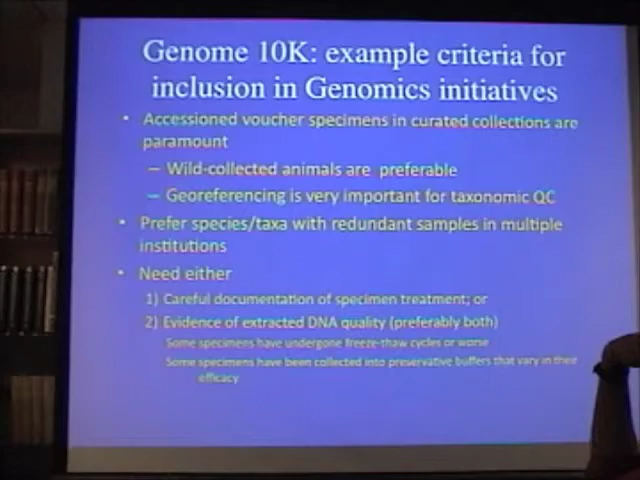 Genome 10K: example criteria for
inclusion in Genomics initiatives
• Accessioned voucher specimens in curated collections are
paramount
– Wild-collected animals are preferable
– Georeferencing is very important for taxonomic QC
• Prefer species/taxa with redundant samples in multiple
institutions
• Need either
1) Careful documentation of specimen treatment; or
2) Evidence of extracted DNA quality (preferably both)
Some specimens have undergone freeze-thaw cycles or worse
Some specimens have been collected into preservative buffers that vary in their
efficacy